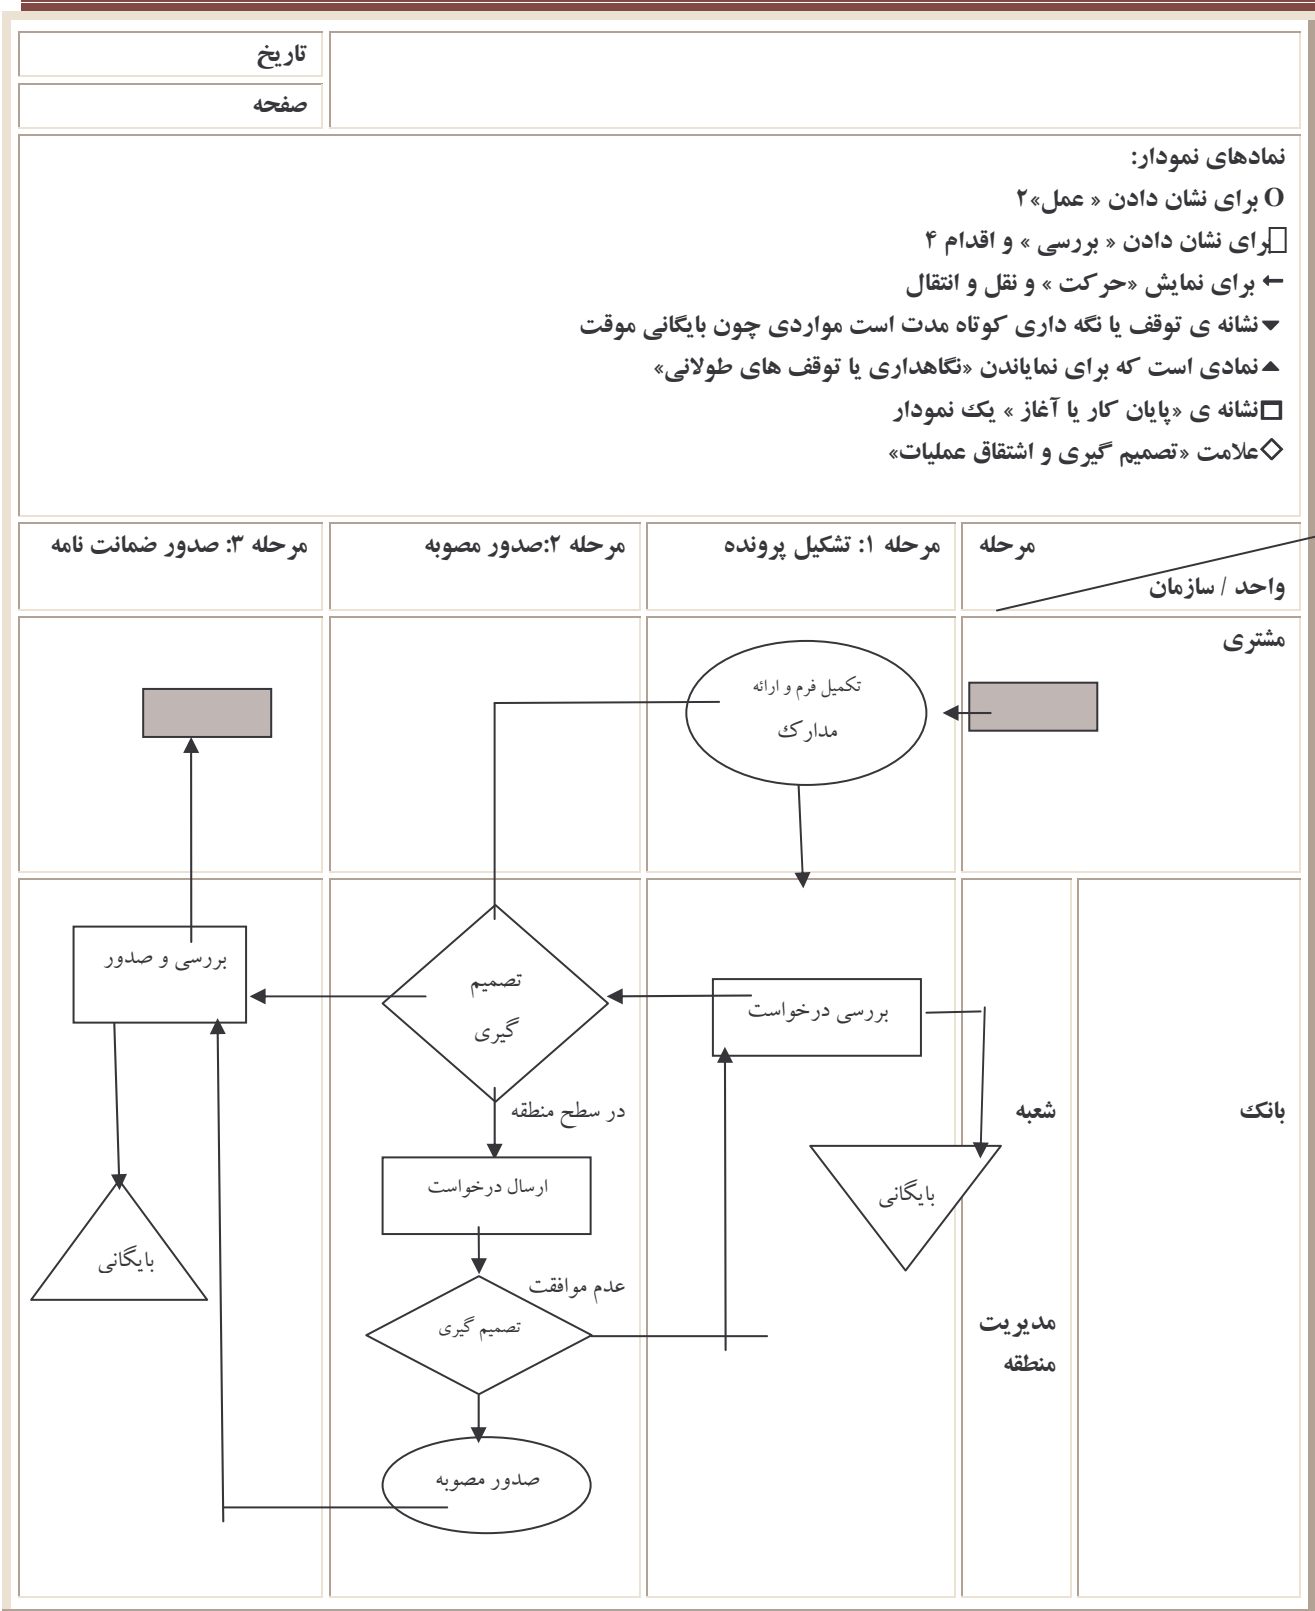 تاریخ
صفحه
نمادهای نمودار:
O برای نشان دادن « عمل»۲
□برای نشان دادن « بررسی » و اقدام ۴
← برای نمایش «حرکت » و نقل و انتقال
▼نشانه ی توقف یا نگه داری کوتاه مدت است مواردی چون بایگانی موقت
▲نمادی است که برای نمایاندن «نگاهداری یا توقف های طولانی»
□نشانه ی «پایان کار یا آغاز » یک نمودار
◇علامت «تصمیم گیری و اشتقاق عملیات»
مرحله
واحد / سازمان
مرحله ۱: تشکیل پرونده
مرحله ۲:صدور مصوبه
مرحله ۳: صدور ضمانت نامه
مشتری
تکمیل فرم و ارائه
مدارک
بانک
شعبه
مدیریت
منطقه
بررسی درخواست
بایگانی
تصمیم
گیری
در سطح منطقه
ارسال درخواست
عدم موافقت
تصمیم گیری
صدور مصوبه
بررسی و صدور
بایگانی